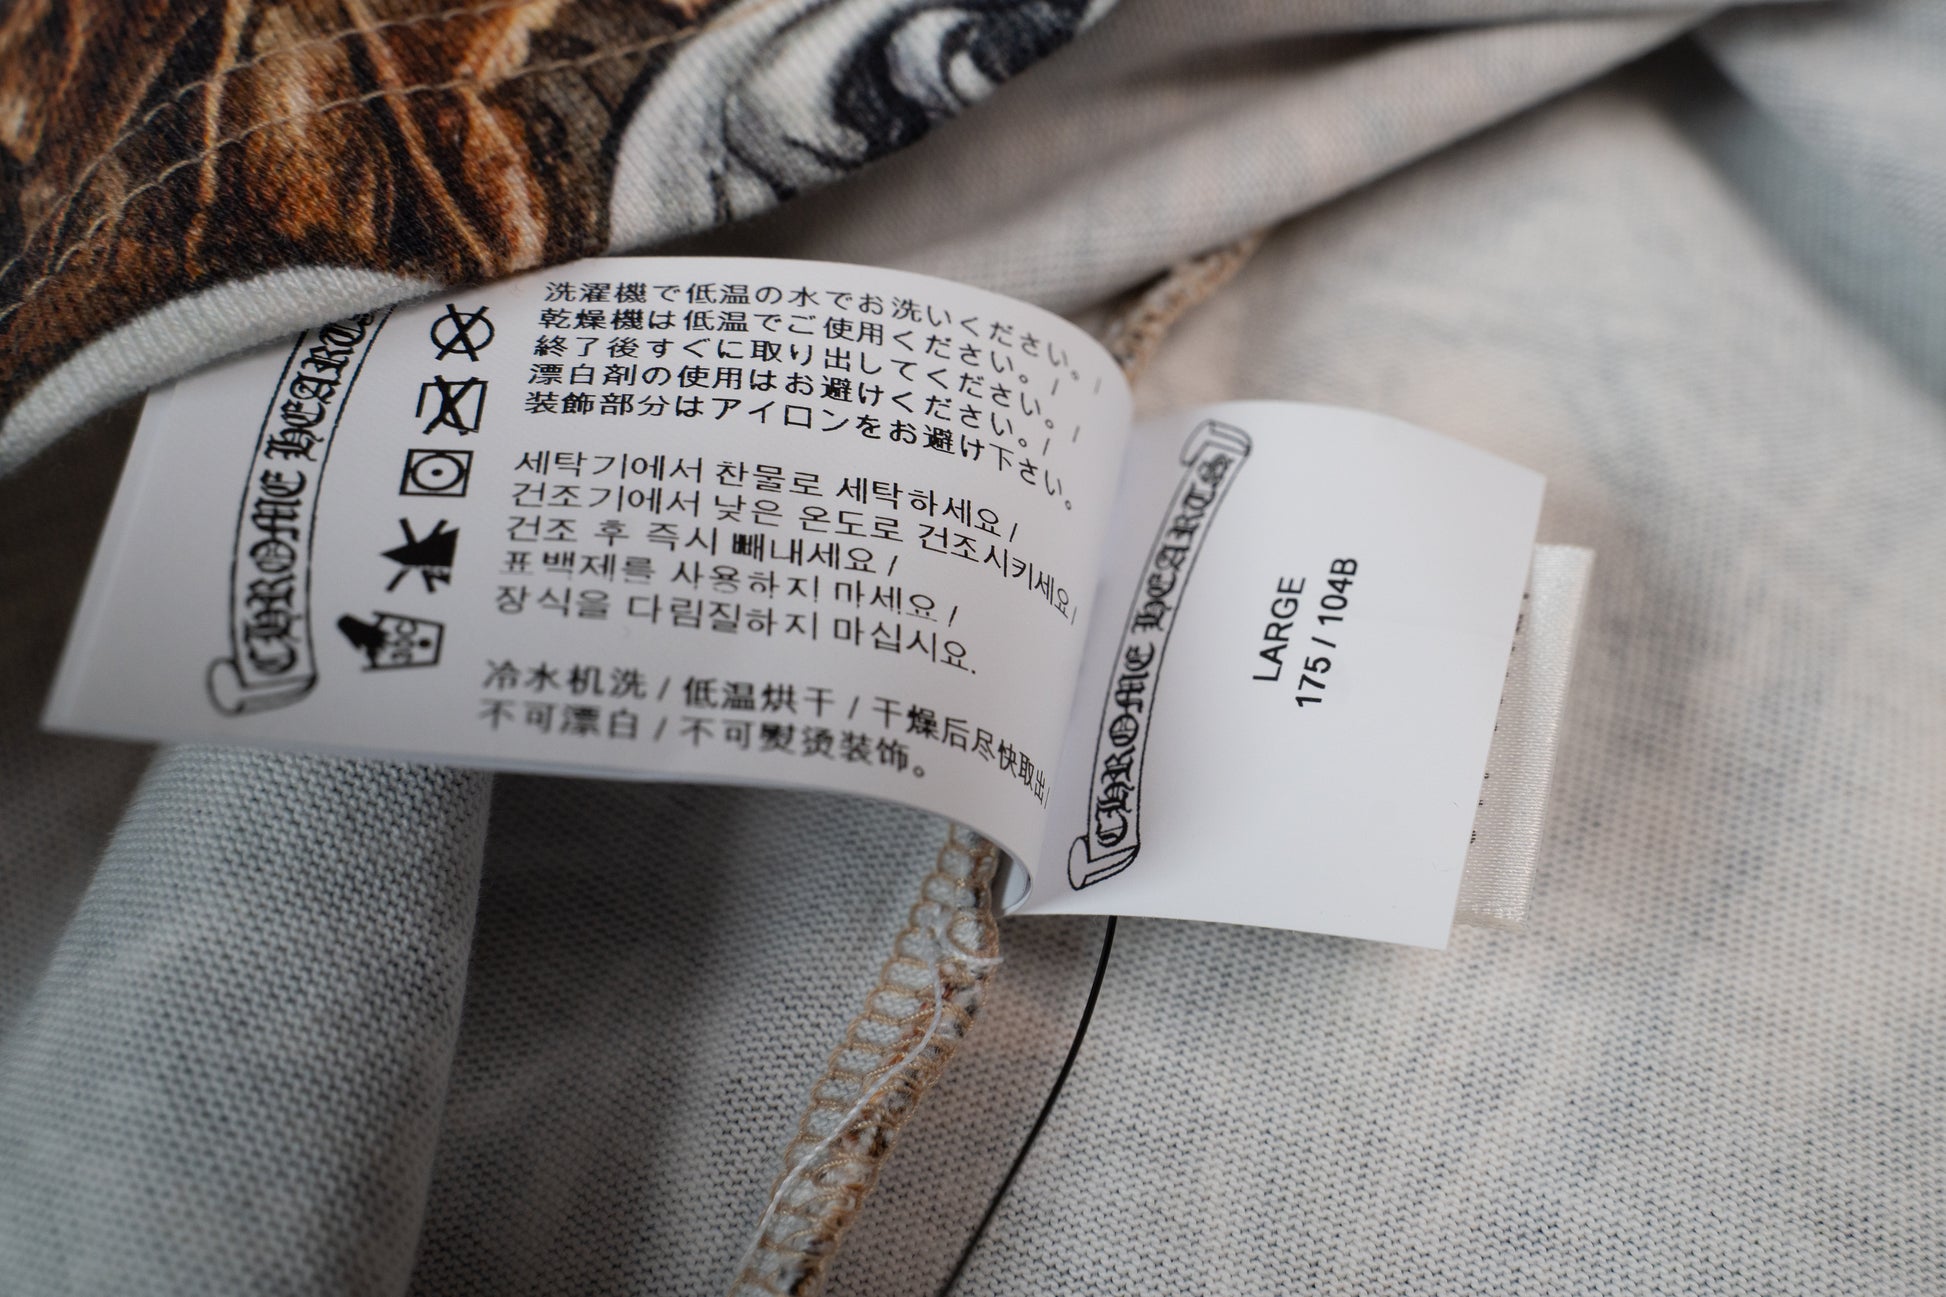 CHROME HEARTS
洗濯機で低温の水でお洗いください。/
乾燥機は低温でご使用ください。/
終了後すぐに取り出してください。/
漂白剤の使用はお避けください。/
装飾部分はアイロンをお避け下さい。
세탁기에서 찬물로 세탁하세요 /
건조기에서 낮은 온도로 건조시키세요 /
건조 후 즉시 빼내세요 /
표백제를 사용하지 마세요 /
장식을 다림질하지 마십시요.
冷水机洗 / 低温烘干 / 干燥后尽快取出 /
不可漂白 / 不可熨烫装饰。
CHROME HEARTS
LARGE
175 / 104B